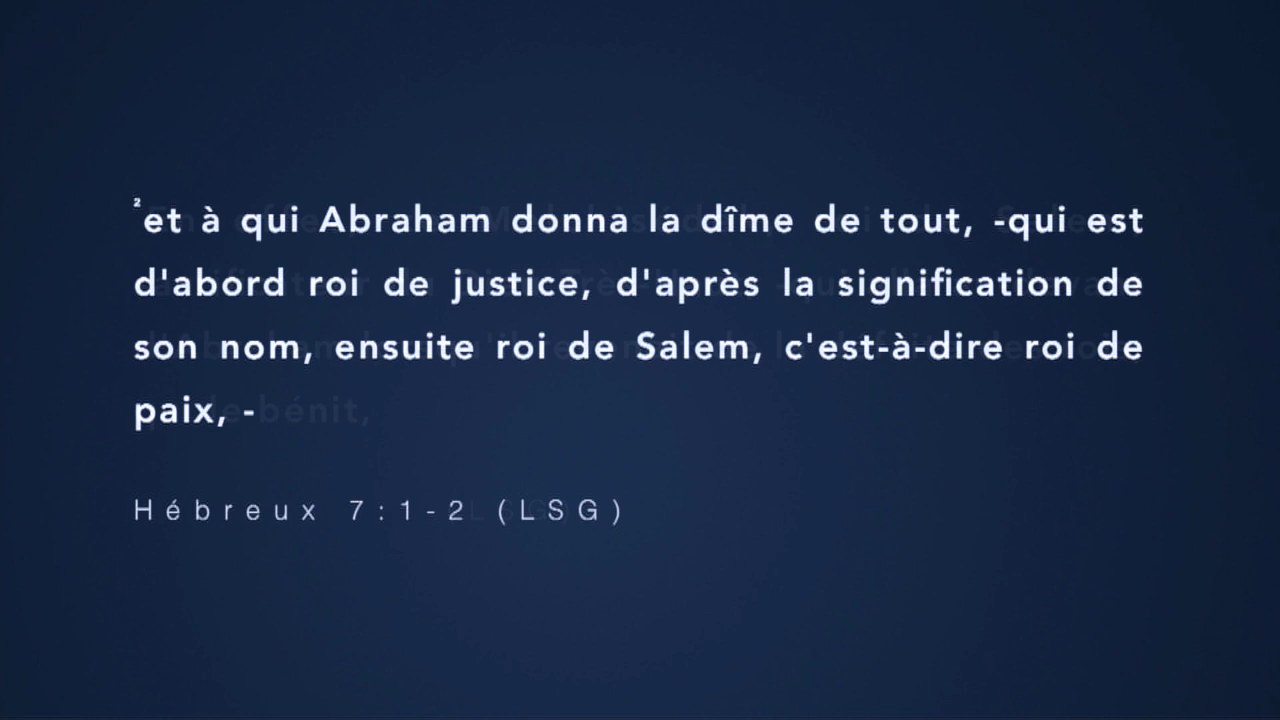 ²et à qui Abraham donna la dîme de tout, -qui est
d'abord roi de justice, d'après la signification de
son nom, ensuite roi de Salem, c'est-à-dire roi de
paix, -
Hébreux 7:1-2 (LSG)